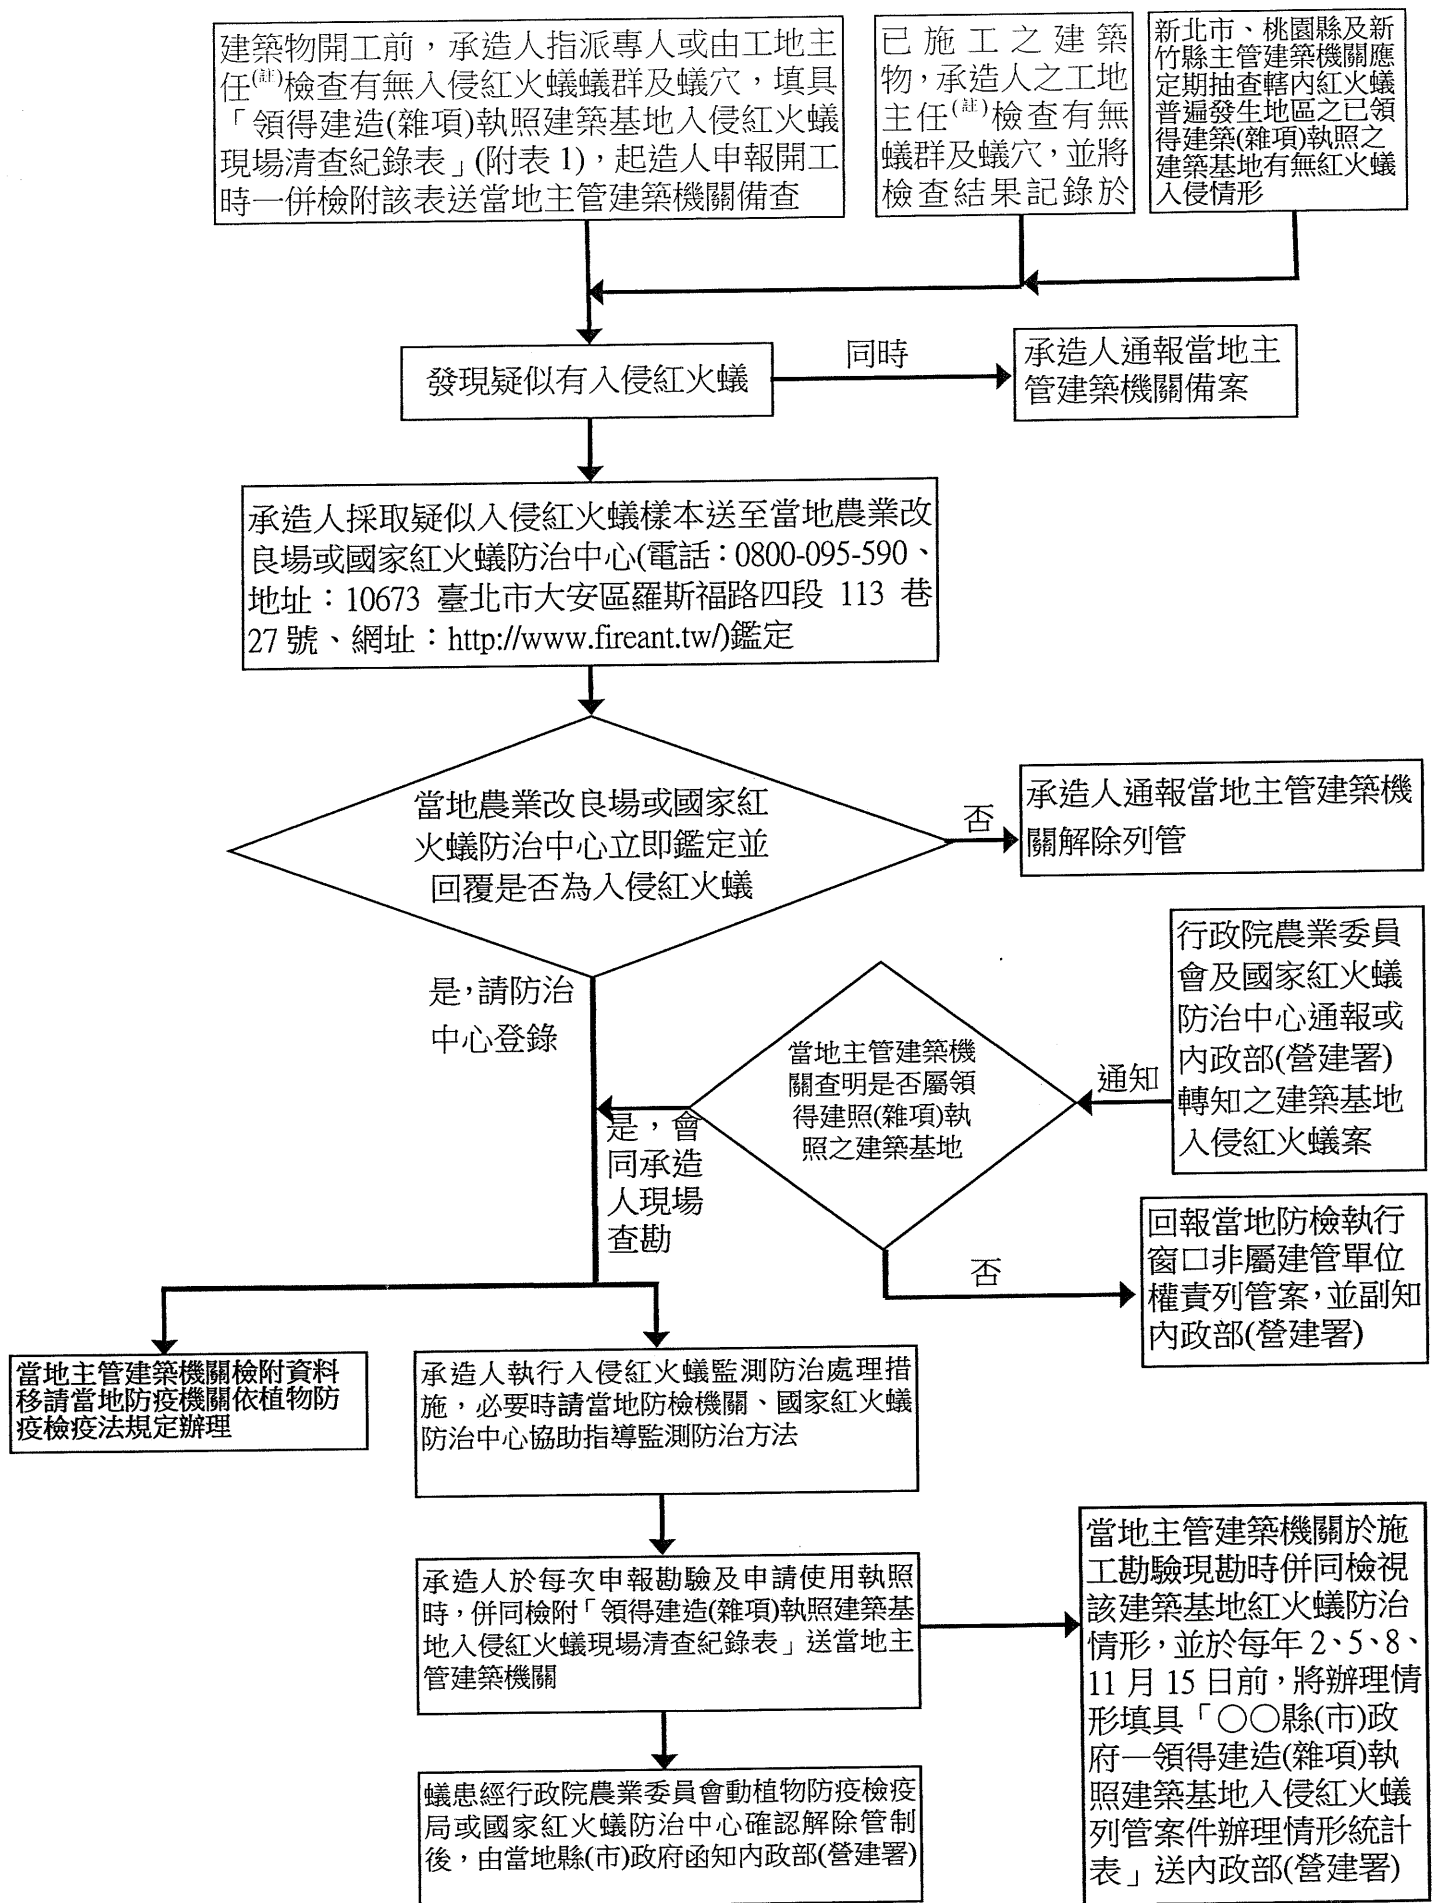 建築物開工前，承造人指派專人或由工地主
任(註)檢查有無入侵紅火蟻蟻群及蟻穴，填具
「領得建造(雜項)執照建築基地入侵紅火蟻
現場清查紀錄表」(附表1)，起造人申報開工
時一併檢附該表送當地主管建築機關備查
已施工之建築
物，承造人之工地
主任(註)檢查有無
蟻群及蟻穴，並將
檢查結果記錄於
新北市、桃園縣及新
竹縣主管建築機關應
定期抽查轄內紅火蟻
普遍發生地區之已領
得建築(雜項)執照之
建築基地有無紅火蟻
入侵情形
發現疑似有入侵紅火蟻
同時
承造人通報當地主
管建築機關備案
承造人採取疑似入侵紅火蟻樣本送至當地農業改
良場或國家紅火蟻防治中心(電話：0800-095-590、
地址：10673 臺北市大安區羅斯福路四段 113 巷
27 號、網址：http://www.fireant.tw/)鑑定
當地農業改良場或國家紅
火蟻防治中心立即鑑定並
回覆是否為入侵紅火蟻
否
承造人通報當地主管建築機
關解除列管
是，請防治
中心登錄
行政院農業委員
會及國家紅火蟻
防治中心通報或
內政部(營建署)
轉知之建築基地
入侵紅火蟻案
通知
當地主管建築機
關查明是否屬領
得建照(雜項)執
照之建築基地
是，會
同承造
人現場
查勘
否
回報當地防檢執行
窗口非屬建管單位
權責列管案，並副知
內政部(營建署)
當地主管建築機關檢附資料
移請當地防疫機關依植物防
疫檢疫法規定辦理
承造人執行入侵紅火蟻監測防治處理措
施，必要時請當地防檢機關、國家紅火蟻
防治中心協助指導監測防治方法
承造人於每次申報勘驗及申請使用執照
時，併同檢附「領得建造(雜項)執照建築基
地入侵紅火蟻現場清查紀錄表」送當地主
管建築機關
當地主管建築機關於施
工勘驗現勘時併同檢視
該建築基地紅火蟻防治
情形，並於每年 2、5、8、
11 月 15 日前，將辦理情
形填具「○○縣(市)政
府—領得建造(雜項)執
照建築基地入侵紅火蟻
列管案件辦理情形統計
表」送內政部(營建署)
蟻患經行政院農業委員會動植物防疫檢疫
局或國家紅火蟻防治中心確認解除管制
後，由當地縣(市)政府函知內政部(營建署)